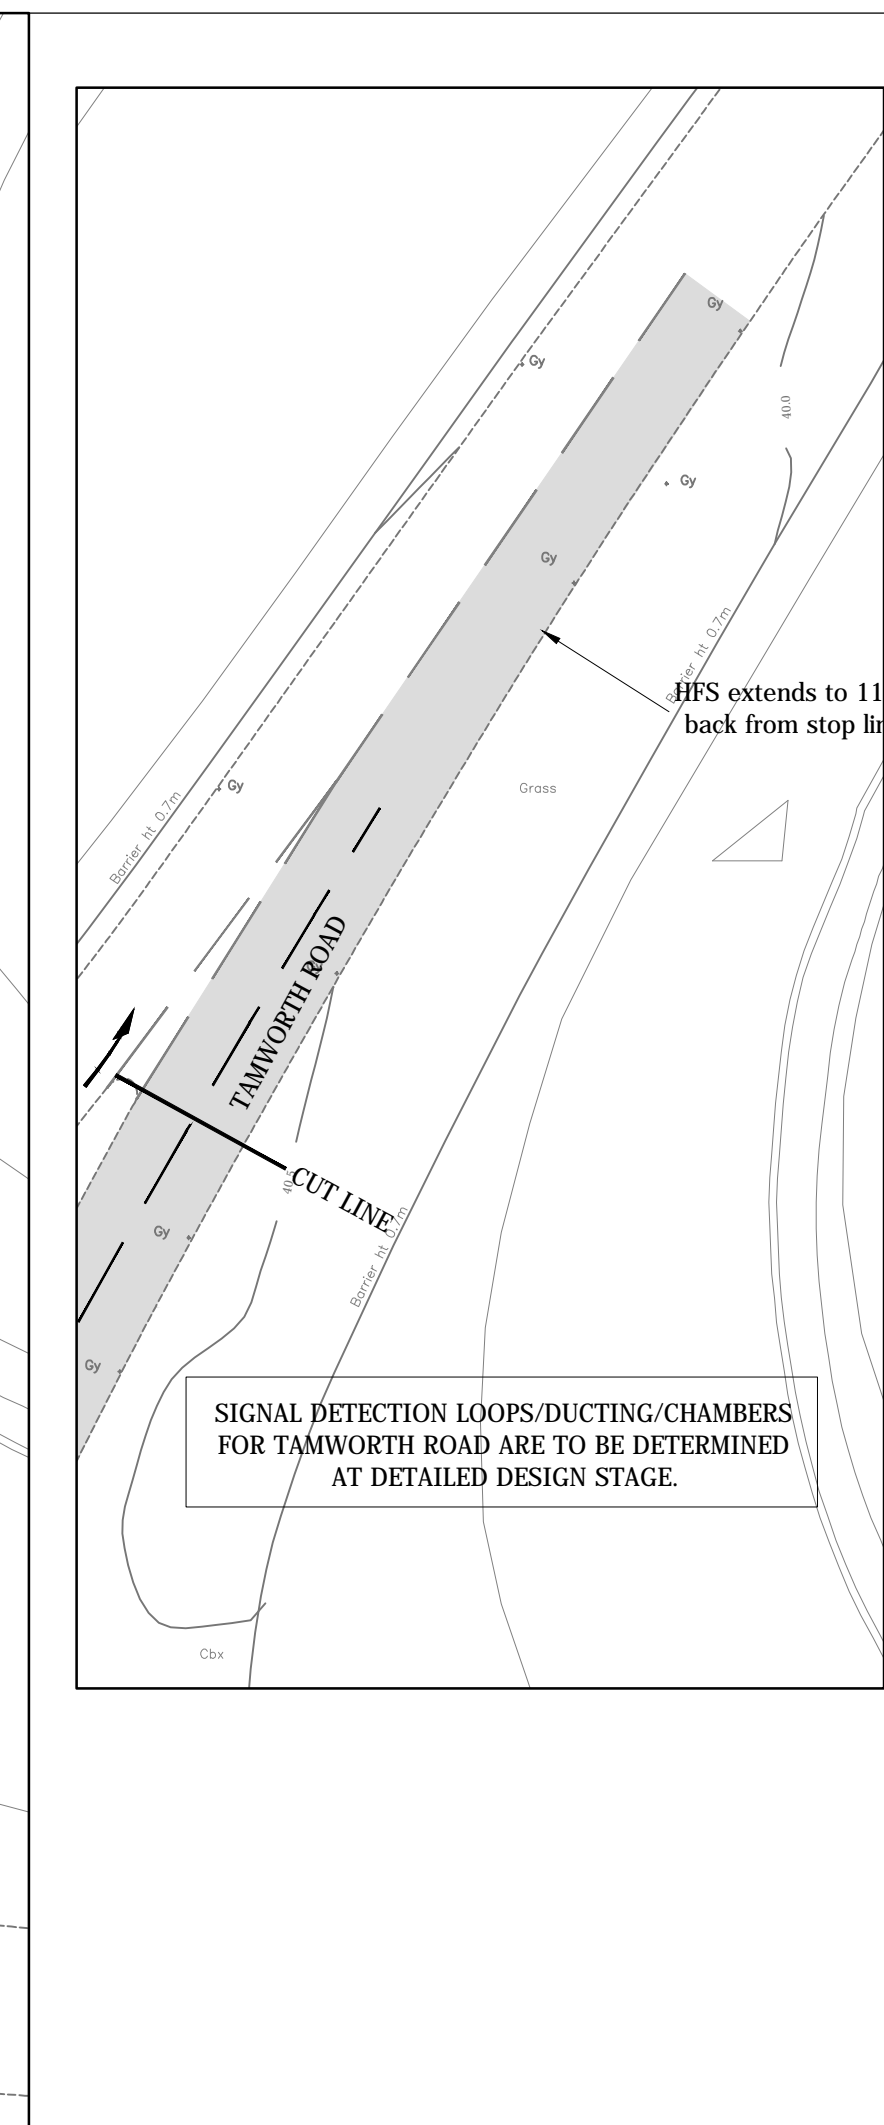 Gy
Gy
40.0
Gy
Gy
Barrier ht 0.7m
HFS extends to 11
back from stop
Grass
Gy
Barrier ht 0.7m
TAMWORTH ROAD
CUT LINE
40.5
Barrier ht 0.7m
Gy
Gy
SIGNAL DETECTION LOOPS/DUCTING/CHAMBERS
FOR TAMWORTH ROAD ARE TO BE DETERMINED
AT DETAILED DESIGN STAGE.
Cbx